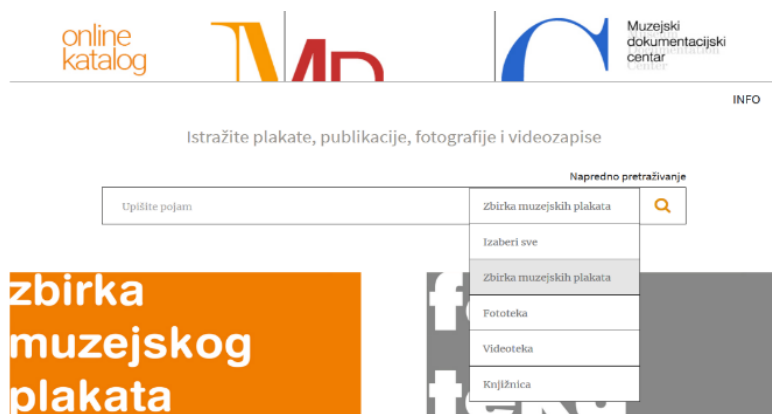 online
katalog
Muzejski
dokumentacijski
centar
INFO
Istražite plakate, publikacije, fotografije i videozapise
Napredno pretraživanje
Upišite pojam
Zbirka muzejskih plakata
Izaberi sve
Zbirka muzejskih plakata
Fototeka
Videoteka
Knjižnica
zbirka
muzejskog
plakata